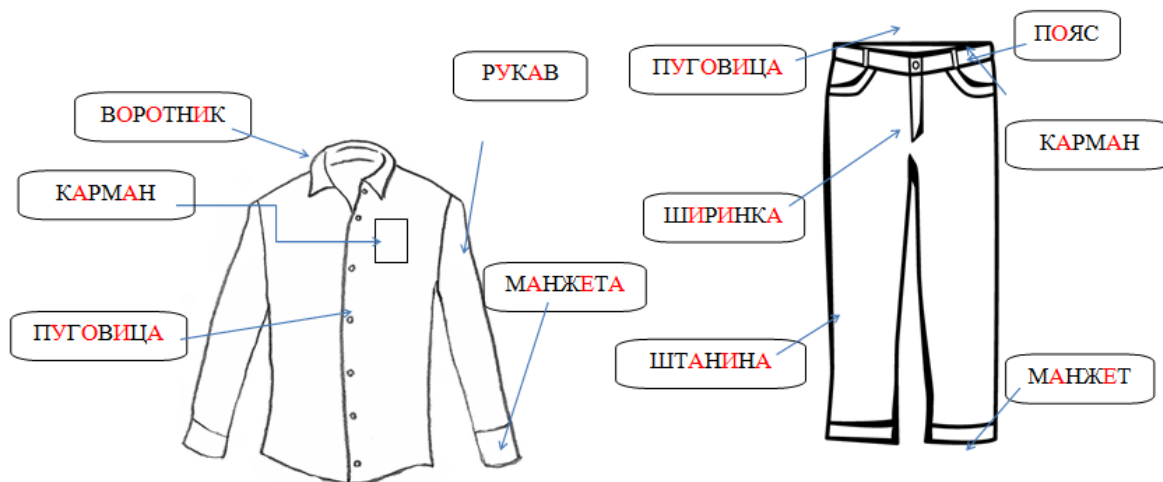 РУКАВ
ВОРОТНИК
КАРМАН
МАНЖЕТА
ПУГОВИЦА
ПУГОВИЦА
ПОЯС
КАРМАН
ШИРИНКА
ШТАНИНА
МАНЖЕТ